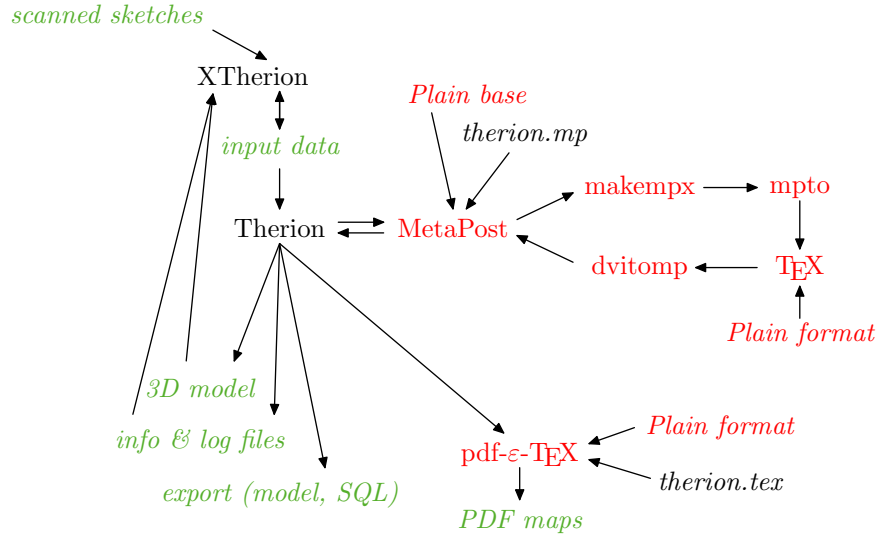 scanned sketches
XTherion
Plain base
therion.mp
input data
makempx
mpto
Therion
MetaPost
dvitomp
TEX
Plain format
3D model
info & log files
Plain format
pdf-ε-TEX
therion.tex
export (model, SQL)
PDF maps